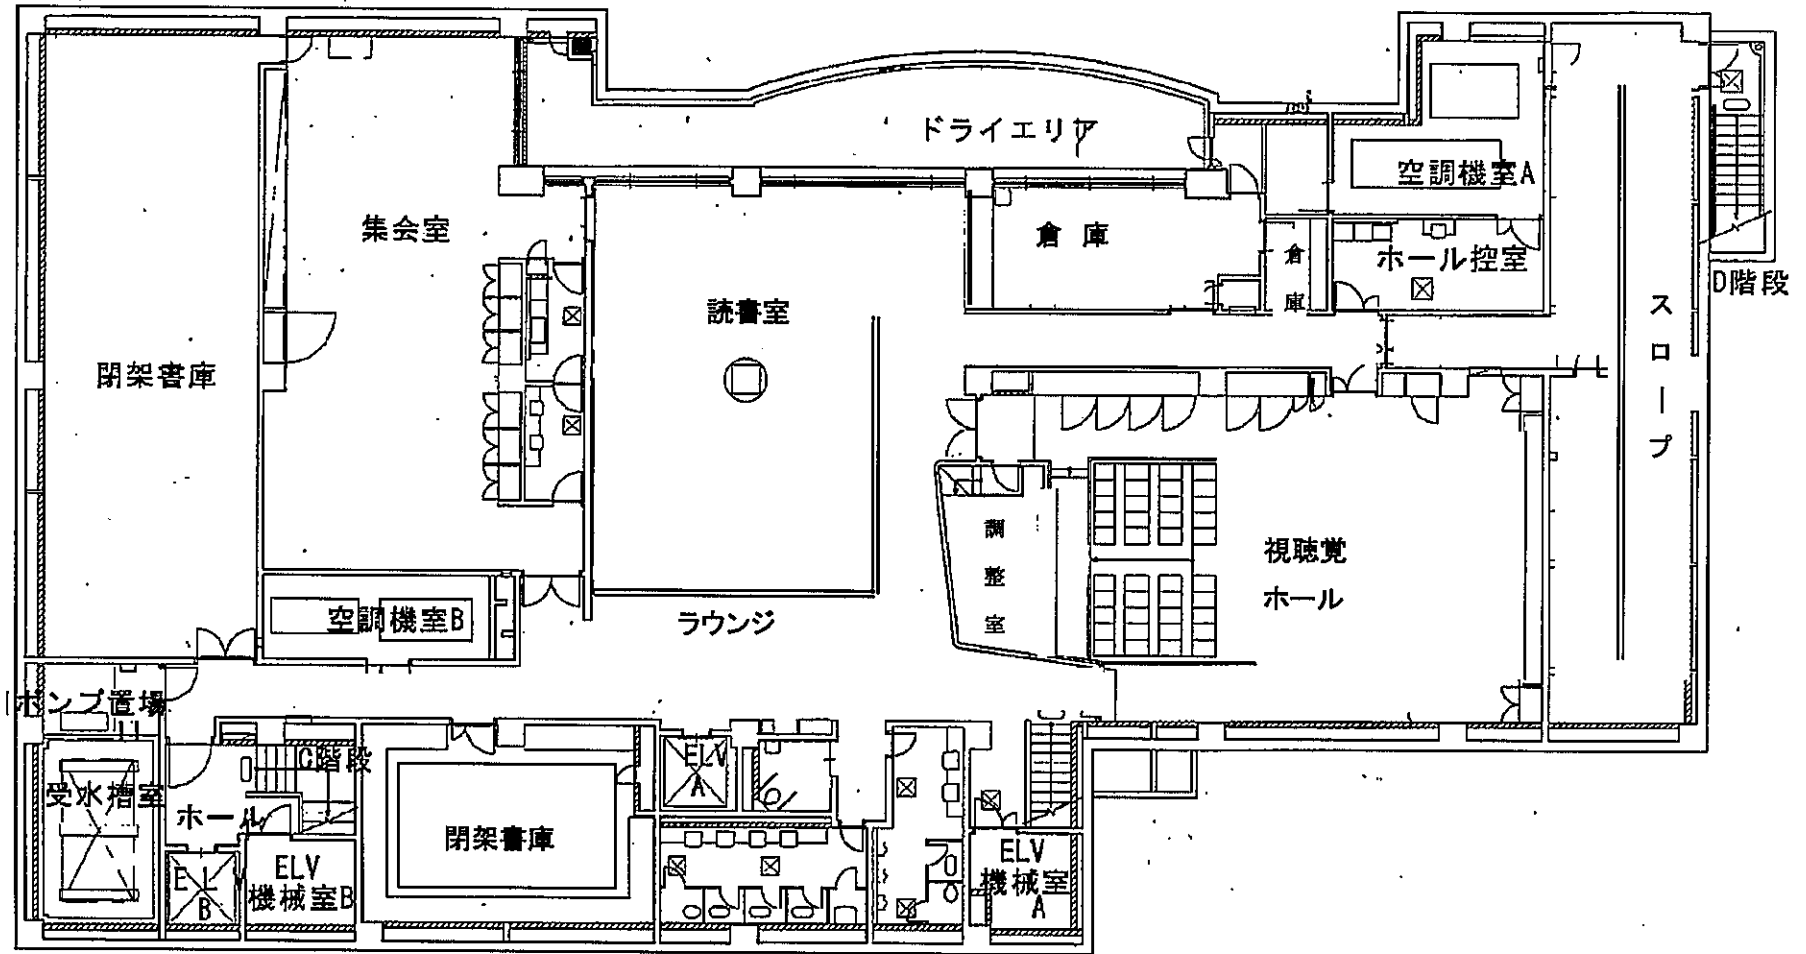 ドライエリア
空調機室A
集会室
倉庫
倉
庫
ホール控室
D階段
読書室
ス
ロ
ー
プ
閉架書庫
調
整
室
視聴覚
ホール
空調機室B
ラウンジ
ボンプ置場
C階段
ELV
A
受水槽室
ホール
閉架書庫
ELV
機械室B
EL
B
ELV
機械室
A